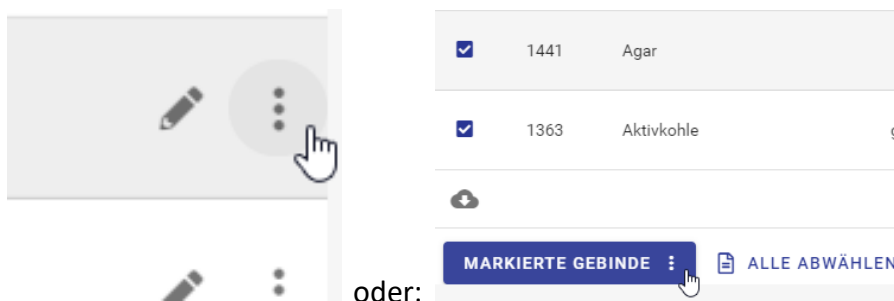 1441 Agar
1363 Aktivkohle
MARKIERTE GEBINDE
ALLE ABWÄHLEN
oder: